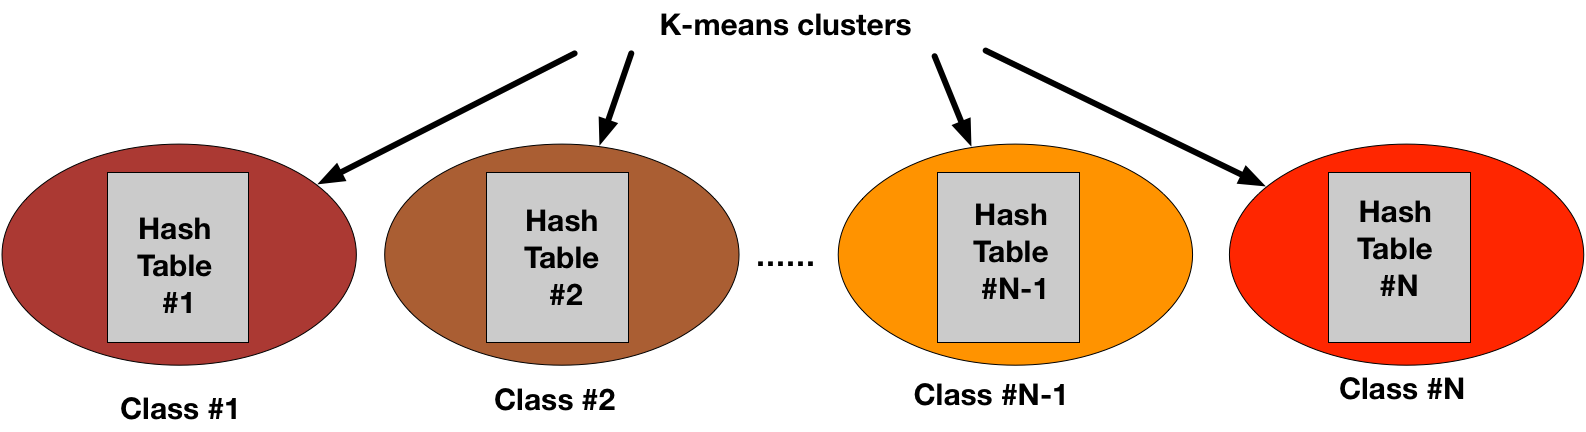 K-means clusters
Hash
Table
#1
Hash
Table
#2
......
Hash
Table
#N-1
Hash
Table
#N
Class #1
Class #2
Class #N-1
Class #N